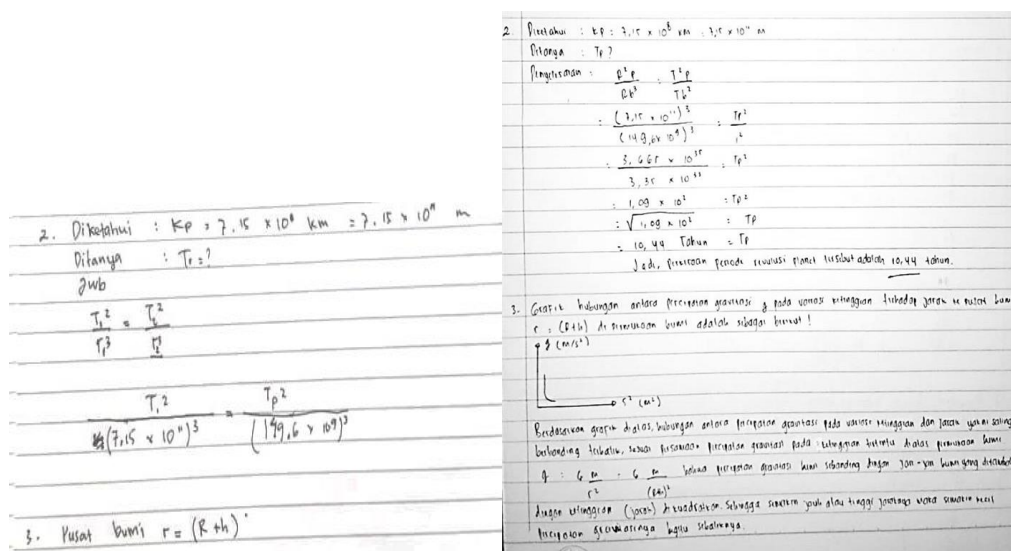 2. Diketahui : Kp = 7,15 × 10⁸ km = 7,15 × 10¹¹ m
Ditanya : Tp = ?
Jwb
T₁² / r₁³ = T₂² / r₂³
T₁² / (7,15 × 10¹¹)³ = Tp² / (149,6 × 10⁹)³
3. Pusat bumi r = (R + h)
2. Diketahui : Kp : 7,15 × 10⁸ km : 7,15 × 10¹¹ m
Ditanya : Tp ?
Penyelesaian : R³p / Rb³ : T²p / Tb²
: (7,15 × 10¹¹)³ / (149,6 × 10⁹)³ : Tp² / 1²
: 3,665 × 10³⁵ / 3,35 × 10³³ : Tp²
: 1,09 × 10² : Tp²
: √1,09 × 10² : Tp
: 10,44 Tahun = Tp
Jadi, periode revolusi planet tersebut adalah 10,44 tahun.
3. Grafik hubungan antara percepatan gravitasi g pada variasi ketinggian terhadap jarak ke pusat bumi
r : (R+h) di permukaan bumi adalah sebagai berikut !
g (m/s²)
r² (m²)
Berdasarkan grafik diatas, hubungan antara percepatan gravitasi pada variasi ketinggian dan jarak yakni saling
berbanding terbalik, sesuai persamaan percepatan gravitasi pada ketinggian tertentu diatas permukaan bumi
g : G m / r² : G m / (R+h)² bahwa percepatan gravitasi bumi sebanding dengan jari-jari bumi yang
dengan ketinggian (jarak) di kuadratkan. Sehingga semakin jauh atau tinggi jaraknya maka semakin kecil
percepatan gravitasinya begitu sebaliknya.